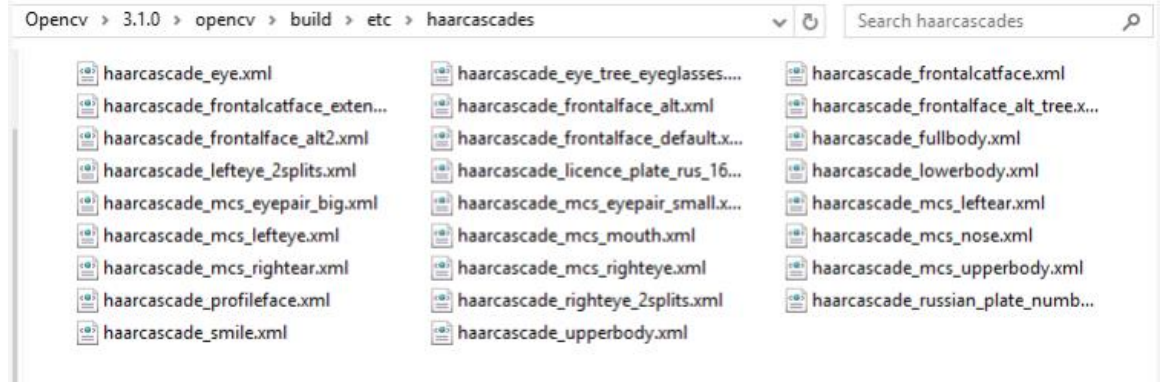 Opencv > 3.1.0 > opencv > build > etc > haarcascades Search haarcascades
haarcascade_eye.xml haarcascade_eye_tree_eyeglasses.... haarcascade_frontalcatface.xml
haarcascade_frontalcatface_exten... haarcascade_frontalface_alt.xml haarcascade_frontalface_alt_tree.x...
haarcascade_frontalface_alt2.xml haarcascade_frontalface_default.x... haarcascade_fullbody.xml
haarcascade_lefteye_2splits.xml haarcascade_licence_plate_rus_16... haarcascade_lowerbody.xml
haarcascade_mcs_eyepair_big.xml haarcascade_mcs_eyepair_small.x... haarcascade_mcs_leftear.xml
haarcascade_mcs_lefteye.xml haarcascade_mcs_mouth.xml haarcascade_mcs_nose.xml
haarcascade_mcs_rightear.xml haarcascade_mcs_righteye.xml haarcascade_mcs_upperbody.xml
haarcascade_profileface.xml haarcascade_righteye_2splits.xml haarcascade_russian_plate_numb...
haarcascade_smile.xml haarcascade_upperbody.xml